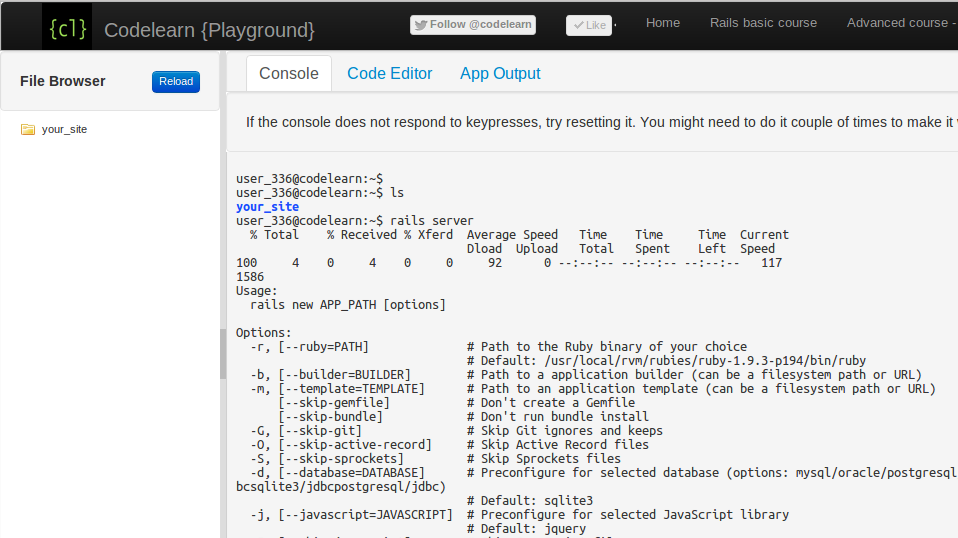 {cl} Codelearn {Playground} Follow @codelearn Like Home Rails basic course Advanced course -
File Browser Reload
your_site
Console Code Editor App Output
If the console does not respond to keypresses, try resetting it. You might need to do it couple of times to make it
user_336@codelearn:~$
user_336@codelearn:~$ ls
your_site
user_336@codelearn:~$ rails server
  % Total    % Received % Xferd  Average Speed   Time    Time     Time  Current
                                 Dload  Upload   Total   Spent    Left  Speed
100     4    0     4    0     0     92      0 --:--:-- --:--:-- --:--:--   117
1586
Usage:
  rails new APP_PATH [options]
Options:
  -r, [--ruby=PATH]              # Path to the Ruby binary of your choice
                                 # Default: /usr/local/rvm/rubies/ruby-1.9.3-p194/bin/ruby
  -b, [--builder=BUILDER]        # Path to a application builder (can be a filesystem path or URL)
  -m, [--template=TEMPLATE]      # Path to an application template (can be a filesystem path or URL)
      [--skip-gemfile]           # Don't create a Gemfile
      [--skip-bundle]            # Don't run bundle install
  -G, [--skip-git]               # Skip Git ignores and keeps
  -O, [--skip-active-record]     # Skip Active Record files
  -S, [--skip-sprockets]         # Skip Sprockets files
  -d, [--database=DATABASE]      # Preconfigure for selected database (options: mysql/oracle/postgresql
bcsqlite3/jdbcpostgresql/jdbc)
                                 # Default: sqlite3
  -j, [--javascript=JAVASCRIPT]  # Preconfigure for selected JavaScript library
                                 # Default: jquery